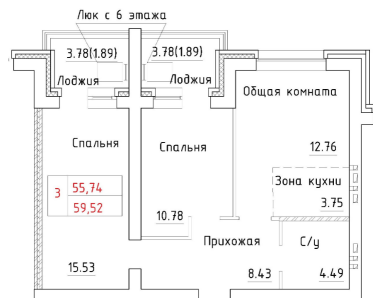 Люк с 6 этажа
3.78(1.89) 3.78(1.89)
Лоджия Лоджия
Общая комната
Спальня Спальня
12.76
Зона кухни
3.75
3 55,74
59,52
10.78
Прихожая С/у
15.53 8.43 4.49